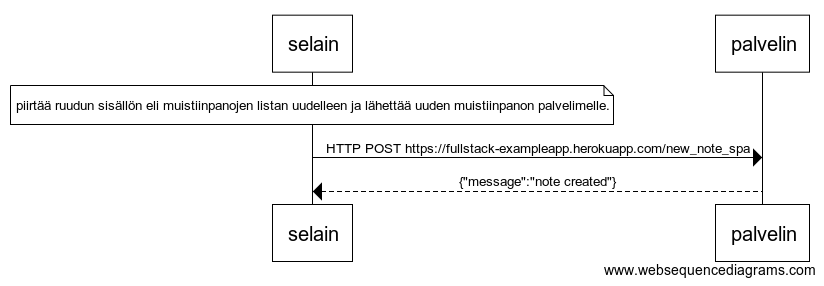 selain
palvelin
piirtää ruudun sisällön eli muistiinpanojen listan uudelleen ja lähettää uuden muistiinpanon palvelimelle.
HTTP POST https://fullstack-exampleapp.herokuapp.com/new_note_spa
{"message":"note created"}
selain
palvelin
www.websequencediagrams.com